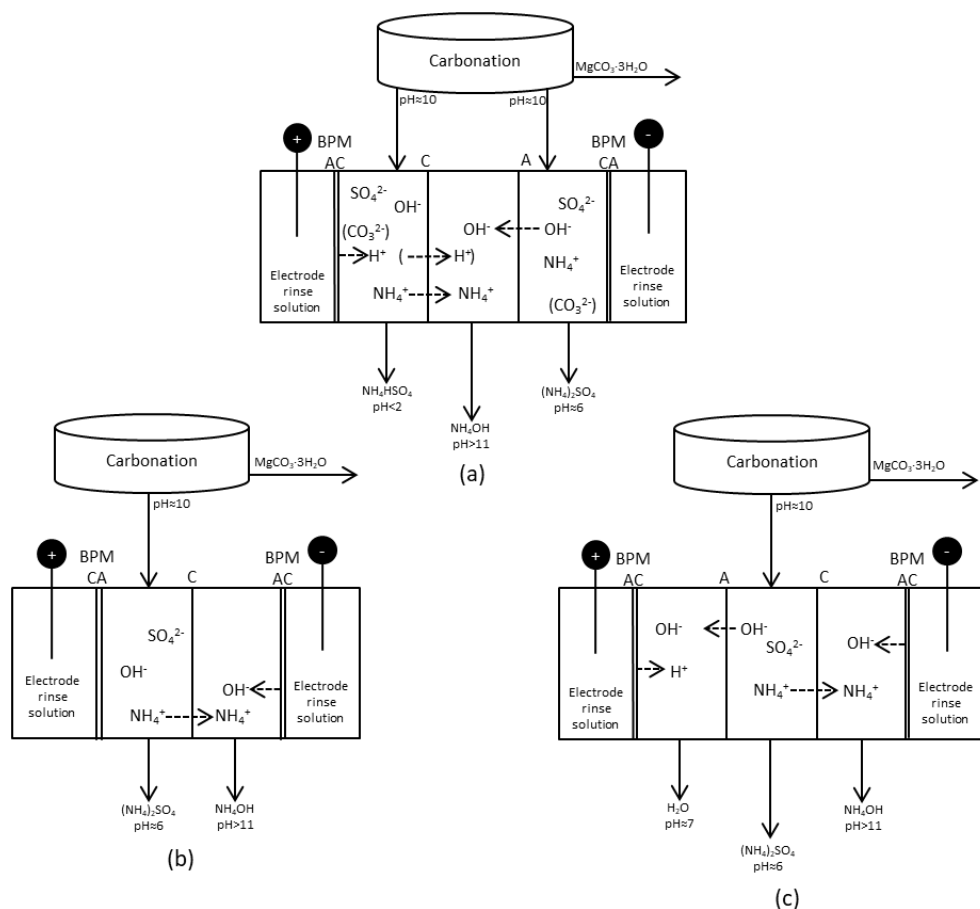 Carbonation
MgCO₃·3H₂O
pH≈10
pH≈10
+
BPM
-
BPM
AC
C
A
CA
SO₄²⁻
OH⁻
SO₄²⁻
(CO₃²⁻)
OH⁻
OH⁻
H⁺
(
H⁺)
NH₄⁺
Electrode
rinse
solution
NH₄⁺
NH₄⁺
(CO₃²⁻)
Electrode
rinse
solution
NH₄HSO₄
pH<2
NH₄OH
pH>11
(NH₄)₂SO₄
pH≈6
(a)
Carbonation
MgCO₃·3H₂O
pH≈10
+
BPM
BPM
-
CA
C
AC
SO₄²⁻
OH⁻
OH⁻
NH₄⁺
NH₄⁺
Electrode
rinse
solution
Electrode
rinse
solution
(NH₄)₂SO₄
pH≈6
NH₄OH
pH>11
(b)
Carbonation
MgCO₃·3H₂O
pH≈10
+
BPM
BPM
-
AC
A
C
AC
OH⁻
OH⁻
SO₄²⁻
OH⁻
H⁺
NH₄⁺
NH₄⁺
Electrode
rinse
solution
Electrode
rinse
solution
H₂O
pH≈7
(NH₄)₂SO₄
pH≈6
NH₄OH
pH>11
(c)